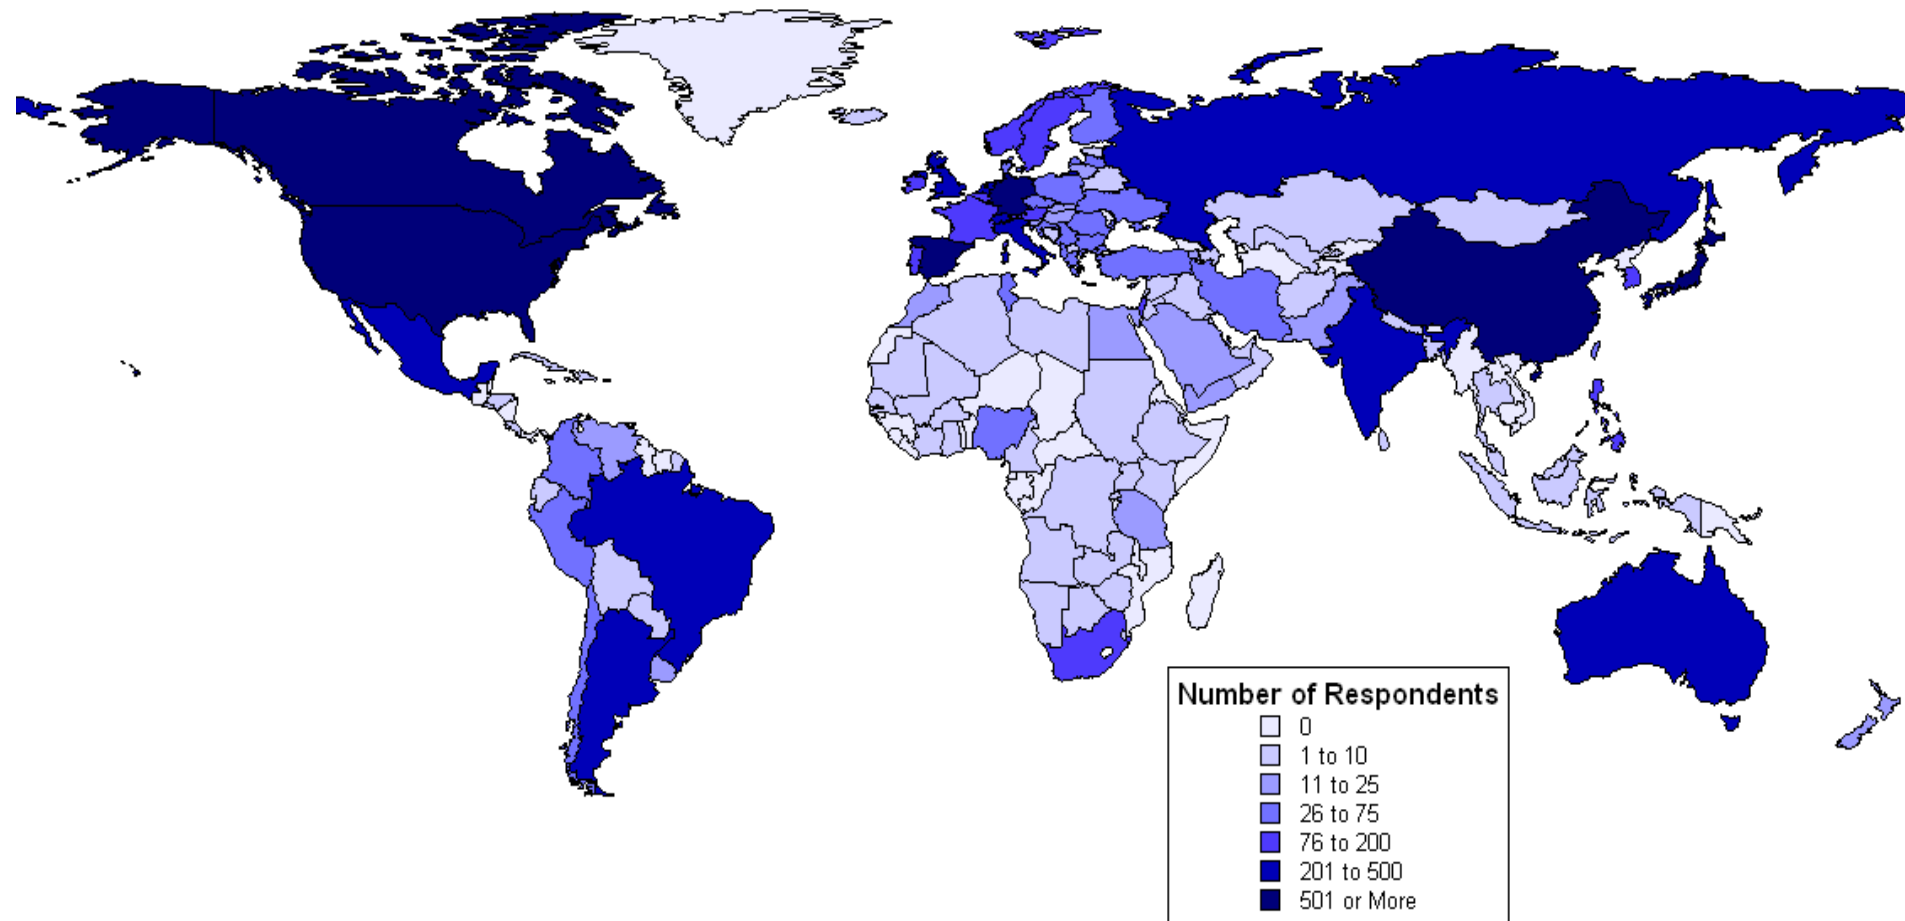 Number of Respondents
0
1 to 10
11 to 25
26 to 75
76 to 200
201 to 500
501 or More